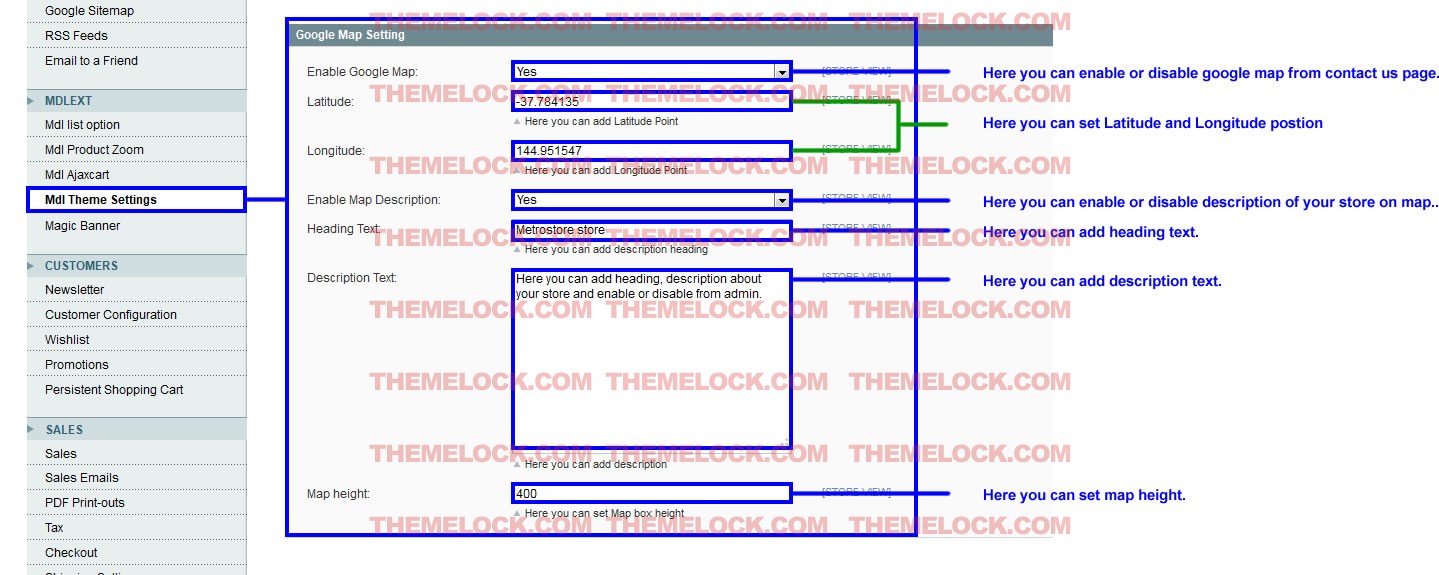 Google Sitemap
RSS Feeds
Email to a Friend
MDLEXT
Mdl list option
Mdl Product Zoom
Mdl Ajaxcart
Mdl Theme Settings
Magic Banner
CUSTOMERS
Newsletter
Customer Configuration
Wishlist
Promotions
Persistent Shopping Cart
SALES
Sales
Sales Emails
PDF Print-outs
Tax
Checkout
THEMELOCK.COM THEMELOCK.COM THEMELOCK.COM
Google Map Setting
Enable Google Map: Yes [STORE VIEW] Here you can enable or disable google map from contact us page.
THEMELOCK.COM THEMELOCK.COM THEMELOCK.COM
Latitude: -37.784135 [STORE VIEW]
Here you can add Latitude Point
Here you can set Latitude and Longitude postion
Longitude: 144.951547 [STORE VIEW]
THEMELOCK.COM THEMELOCK.COM THEMELOCK.COM
Here you can add Longitude Point
Enable Map Description: Yes [STORE VIEW] Here you can enable or disable description of your store on map..
Heading Text: Metrostore store Here you can add heading text.
THEMELOCK.COM THEMELOCK.COM THEMELOCK.COM
Here you can add description heading
Description Text: Here you can add heading, description about [STORE VIEW] Here you can add description text.
your store and enable or disable from admin.
THEMELOCK.COM THEMELOCK.COM THEMELOCK.COM
THEMELOCK.COM THEMELOCK.COM THEMELOCK.COM
THEMELOCK.COM THEMELOCK.COM THEMELOCK.COM
Here you can add description
Map height: 400 [STORE VIEW] Here you can set map height.
Here you can set Map box height
THEMELOCK.COM THEMELOCK.COM THEMELOCK.COM